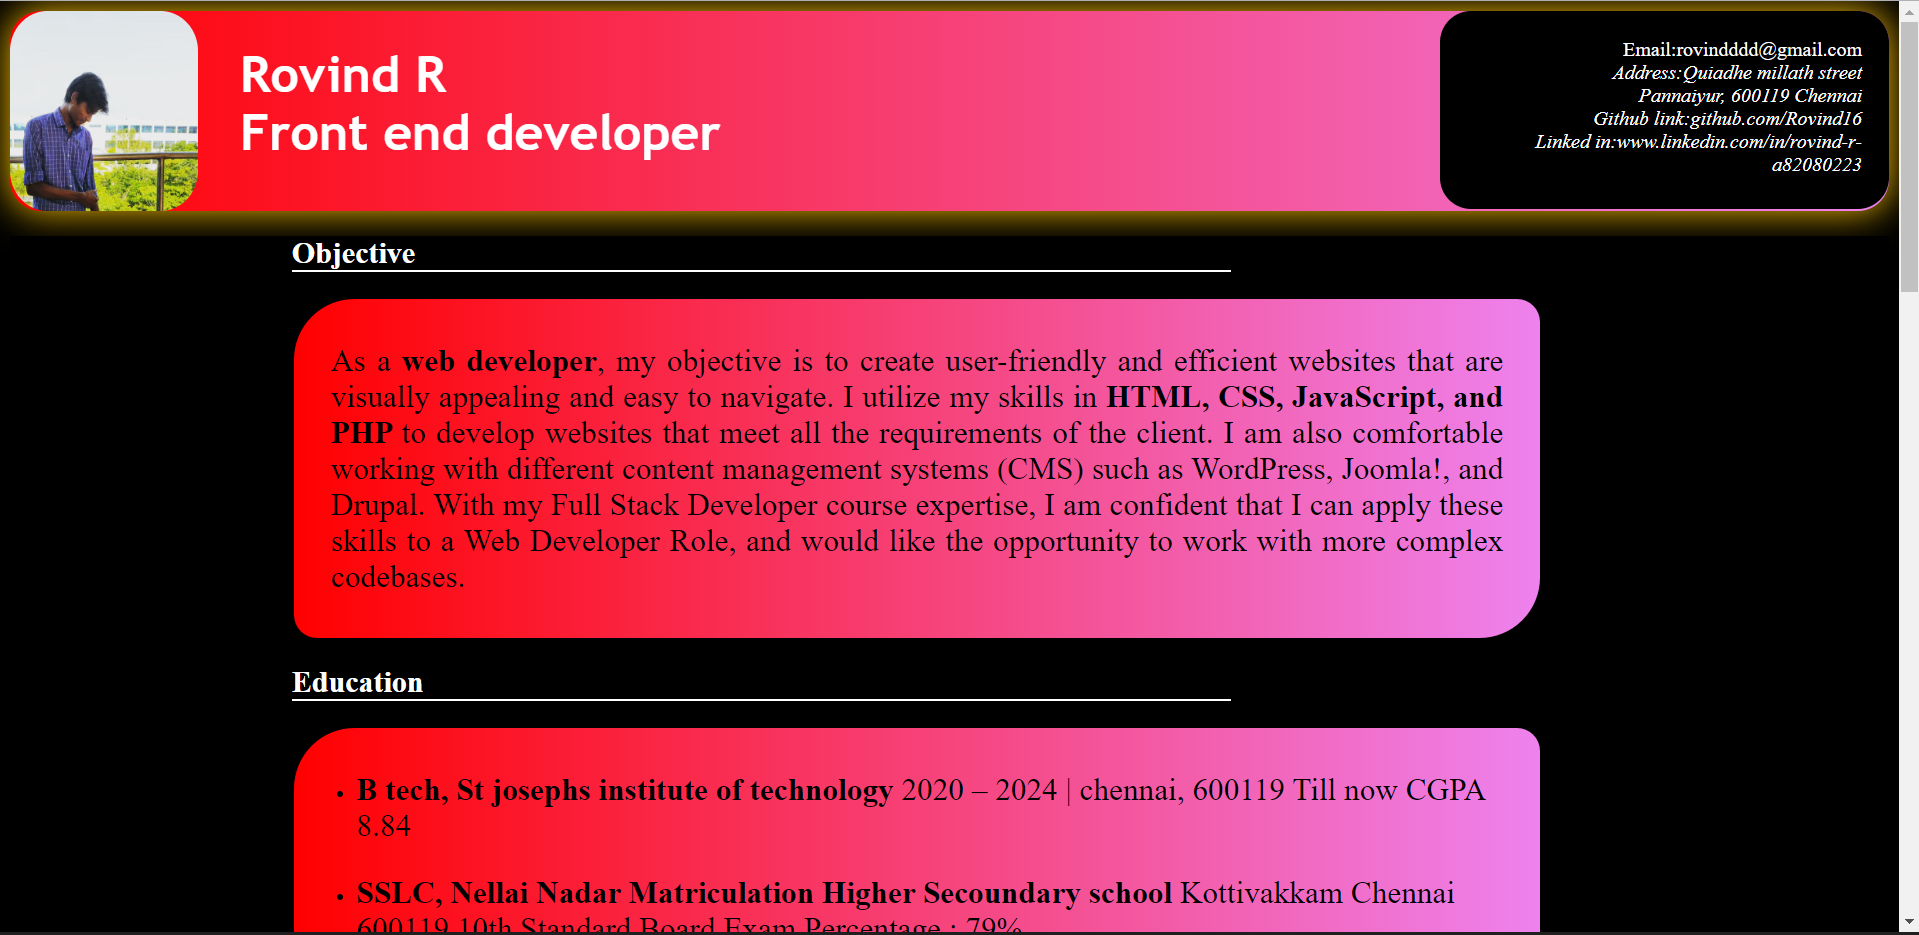 Rovind R
Front end developer
Email:rovindddd@gmail.com
Address:Quiadhe millath street
Pannaiyur, 600119 Chennai
Github link:github.com/Rovind16
Linked in:www.linkedin.com/in/rovind-r-
a82080223
Objective
As a web developer, my objective is to create user-friendly and efficient websites that are
visually appealing and easy to navigate. I utilize my skills in HTML, CSS, JavaScript, and
PHP to develop websites that meet all the requirements of the client. I am also comfortable
working with different content management systems (CMS) such as WordPress, Joomla!, and
Drupal. With my Full Stack Developer course expertise, I am confident that I can apply these
skills to a Web Developer Role, and would like the opportunity to work with more complex
codebases.
Education
• B tech, St josephs institute of technology 2020 – 2024 | chennai, 600119 Till now CGPA
8.84
• SSLC, Nellai Nadar Matriculation Higher Secoundary school Kottivakkam Chennai
600119 10th Standard Board Exam Percentage : 79%